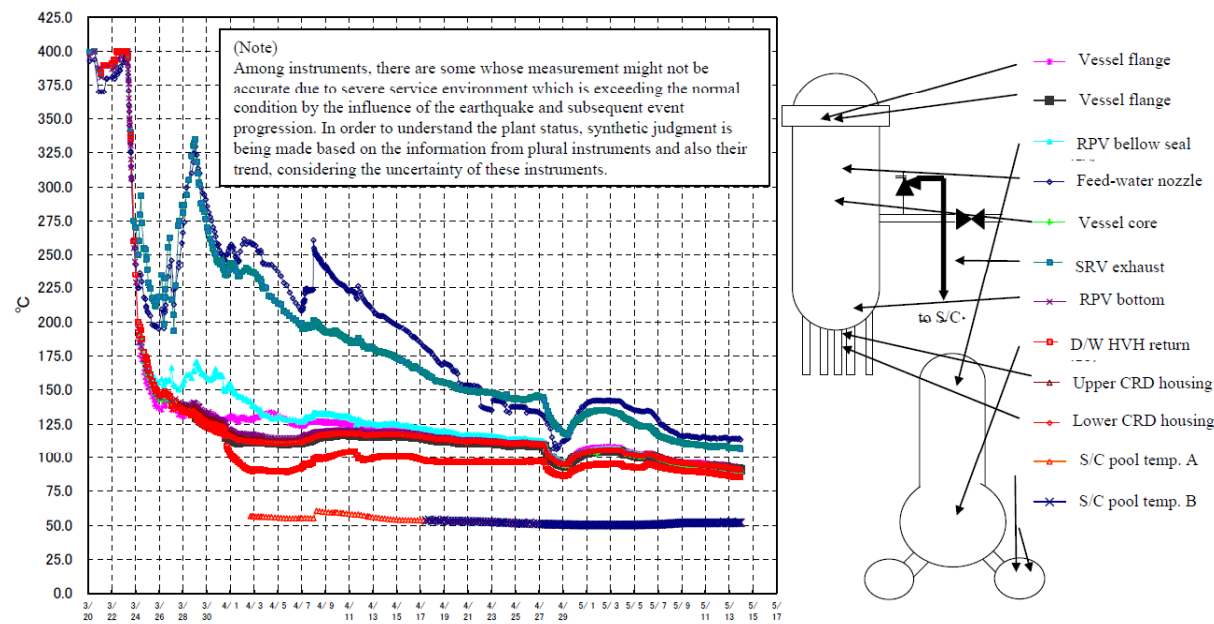 400.0
425.0
400.0
375.0
350.0
325.0
300.0
275.0
250.0
225.0
200.0
175.0
150.0
125.0
100.0
75.0
50.0
25.0
0.0
°C
3/20 3/22 3/24 3/26 3/28 3/30 4/1 4/3 4/5 4/7 4/9 4/11 4/13 4/15 4/17 4/19 4/21 4/23 4/25 4/27 4/29 5/1 5/3 5/5 5/7 5/9 5/11 5/13 5/15 5/17
(Note)
Among instruments, there are some whose measurement might not be
accurate due to severe service environment which is exceeding the normal
condition by the influence of the earthquake and subsequent event
progression. In order to understand the plant status, synthetic judgment is
being made based on the information from plural instruments and also their
trend, considering the uncertainty of these instruments.
to S/C
Vessel flange
Vessel flange
RPV bellow seal
Feed-water nozzle
Vessel core
SRV exhaust
RPV bottom
D/W HVH return
Upper CRD housing
Lower CRD housing
S/C pool temp. A
S/C pool temp. B